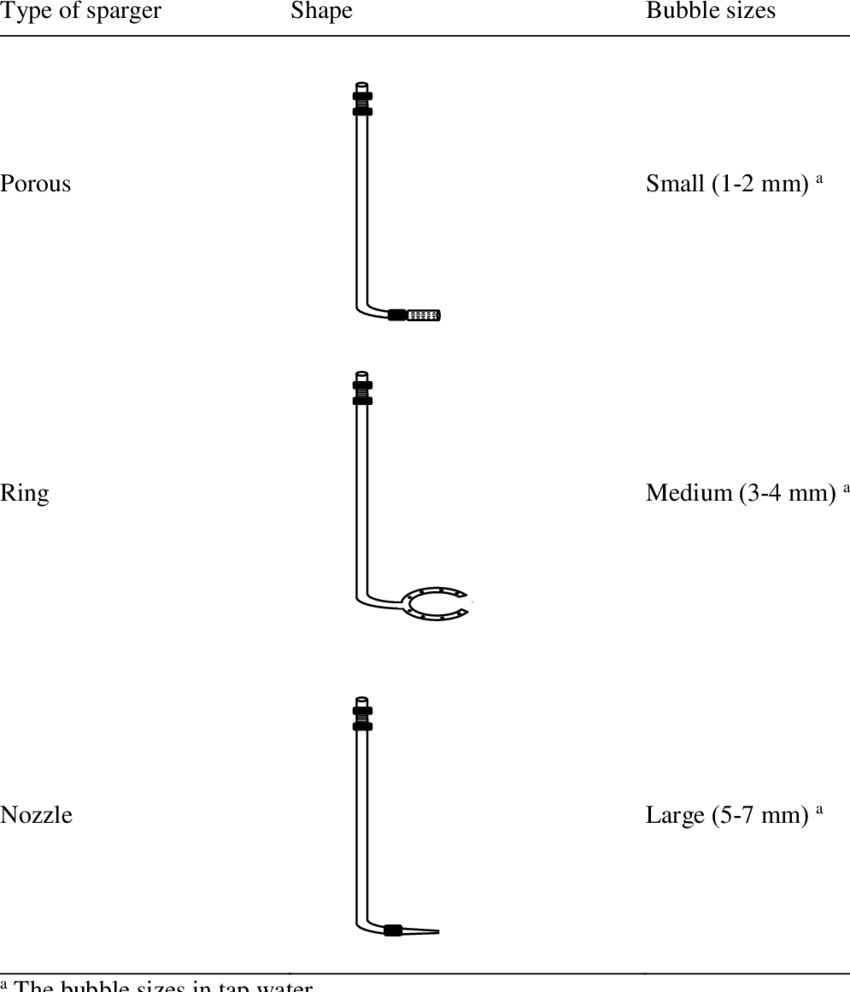 Type of sparger Shape Bubble sizes
Porous Small (1-2 mm) ª
Ring Medium (3-4 mm) ª
Nozzle Large (5-7 mm) ª
ª The bubble sizes in tap water